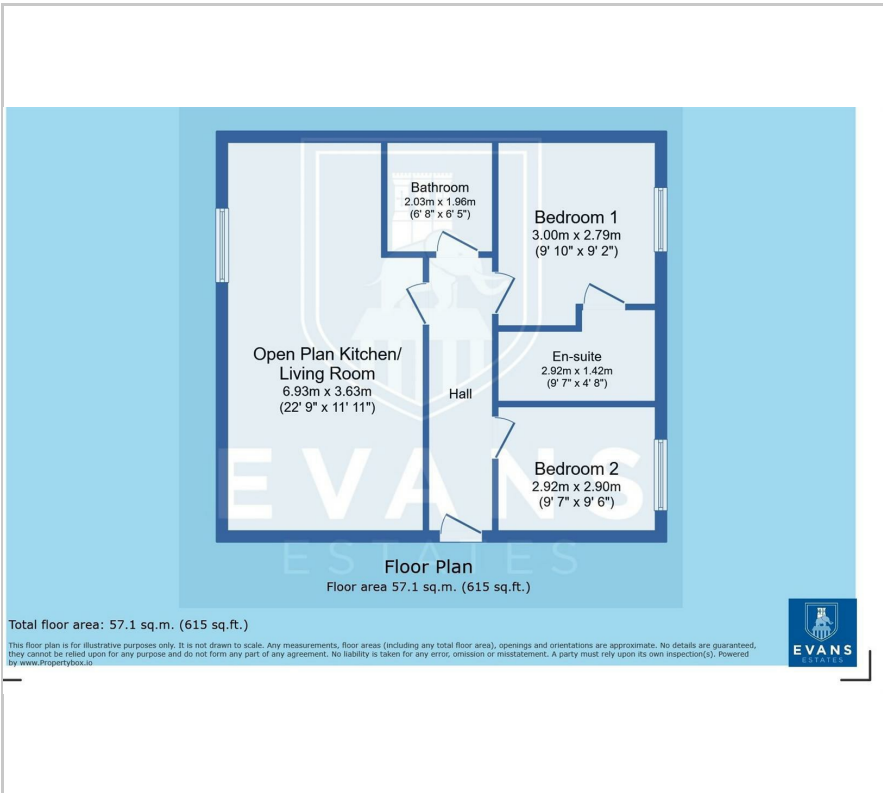 Bathroom
2.03m x 1.96m
(6' 8" x 6' 5")
Bedroom 1
3.00m x 2.79m
(9' 10" x 9' 2")
Open Plan Kitchen/
Living Room
6.93m x 3.63m
(22' 9" x 11' 11")
Hall
En-suite
2.92m x 1.42m
(9' 7" x 4' 8")
Bedroom 2
2.92m x 2.90m
(9' 7" x 9' 6")
EVANS
ESTATES
Floor Plan
Floor area 57.1 sq.m. (615 sq.ft.)
Total floor area: 57.1 sq.m. (615 sq.ft.)
This floor plan is for illustrative purposes only. It is not drawn to scale. Any measurements, floor areas (including any total floor area), openings and orientations are approximate. No details are guaranteed,
they cannot be relied upon for any purpose and do not form any part of any agreement. No liability is taken for any error, omission or misstatement. A party must rely upon its own inspection(s). Powered
by www.Propertybox.io
EVANS
ESTATES